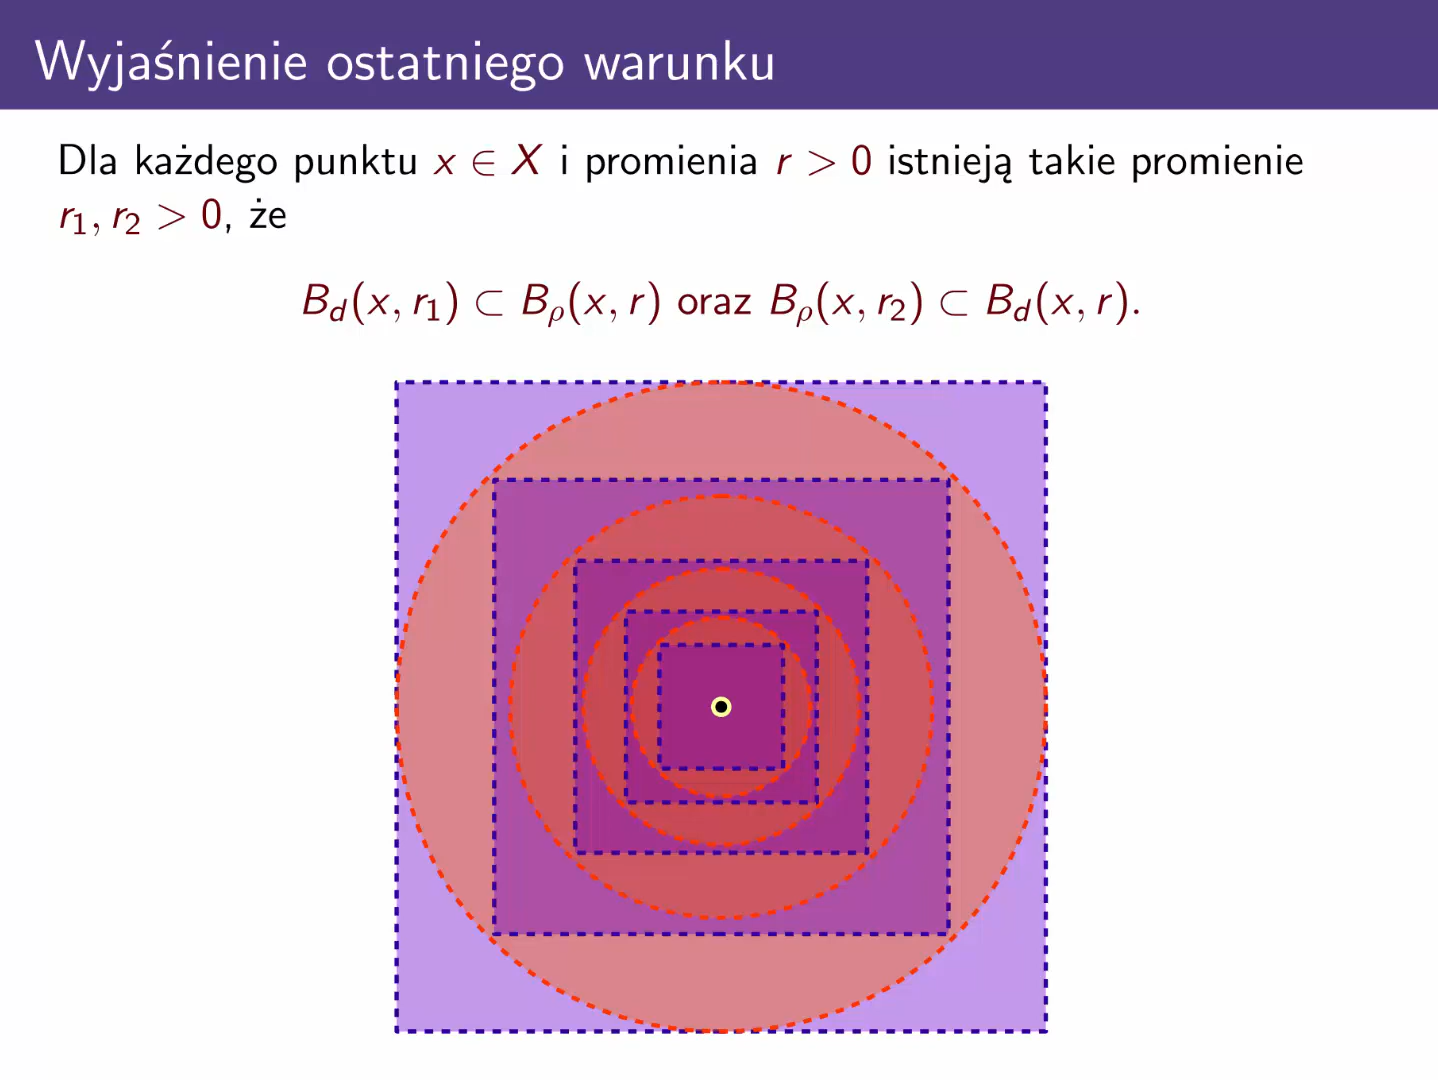 Wyjaśnienie ostatniego warunku
Dla każdego punktu x ∈ X i promienia r > 0 istnieją takie promienie
r₁, r₂ > 0, że
B_d(x, r₁) ⊂ B_ρ(x, r) oraz B_ρ(x, r₂) ⊂ B_d(x, r).